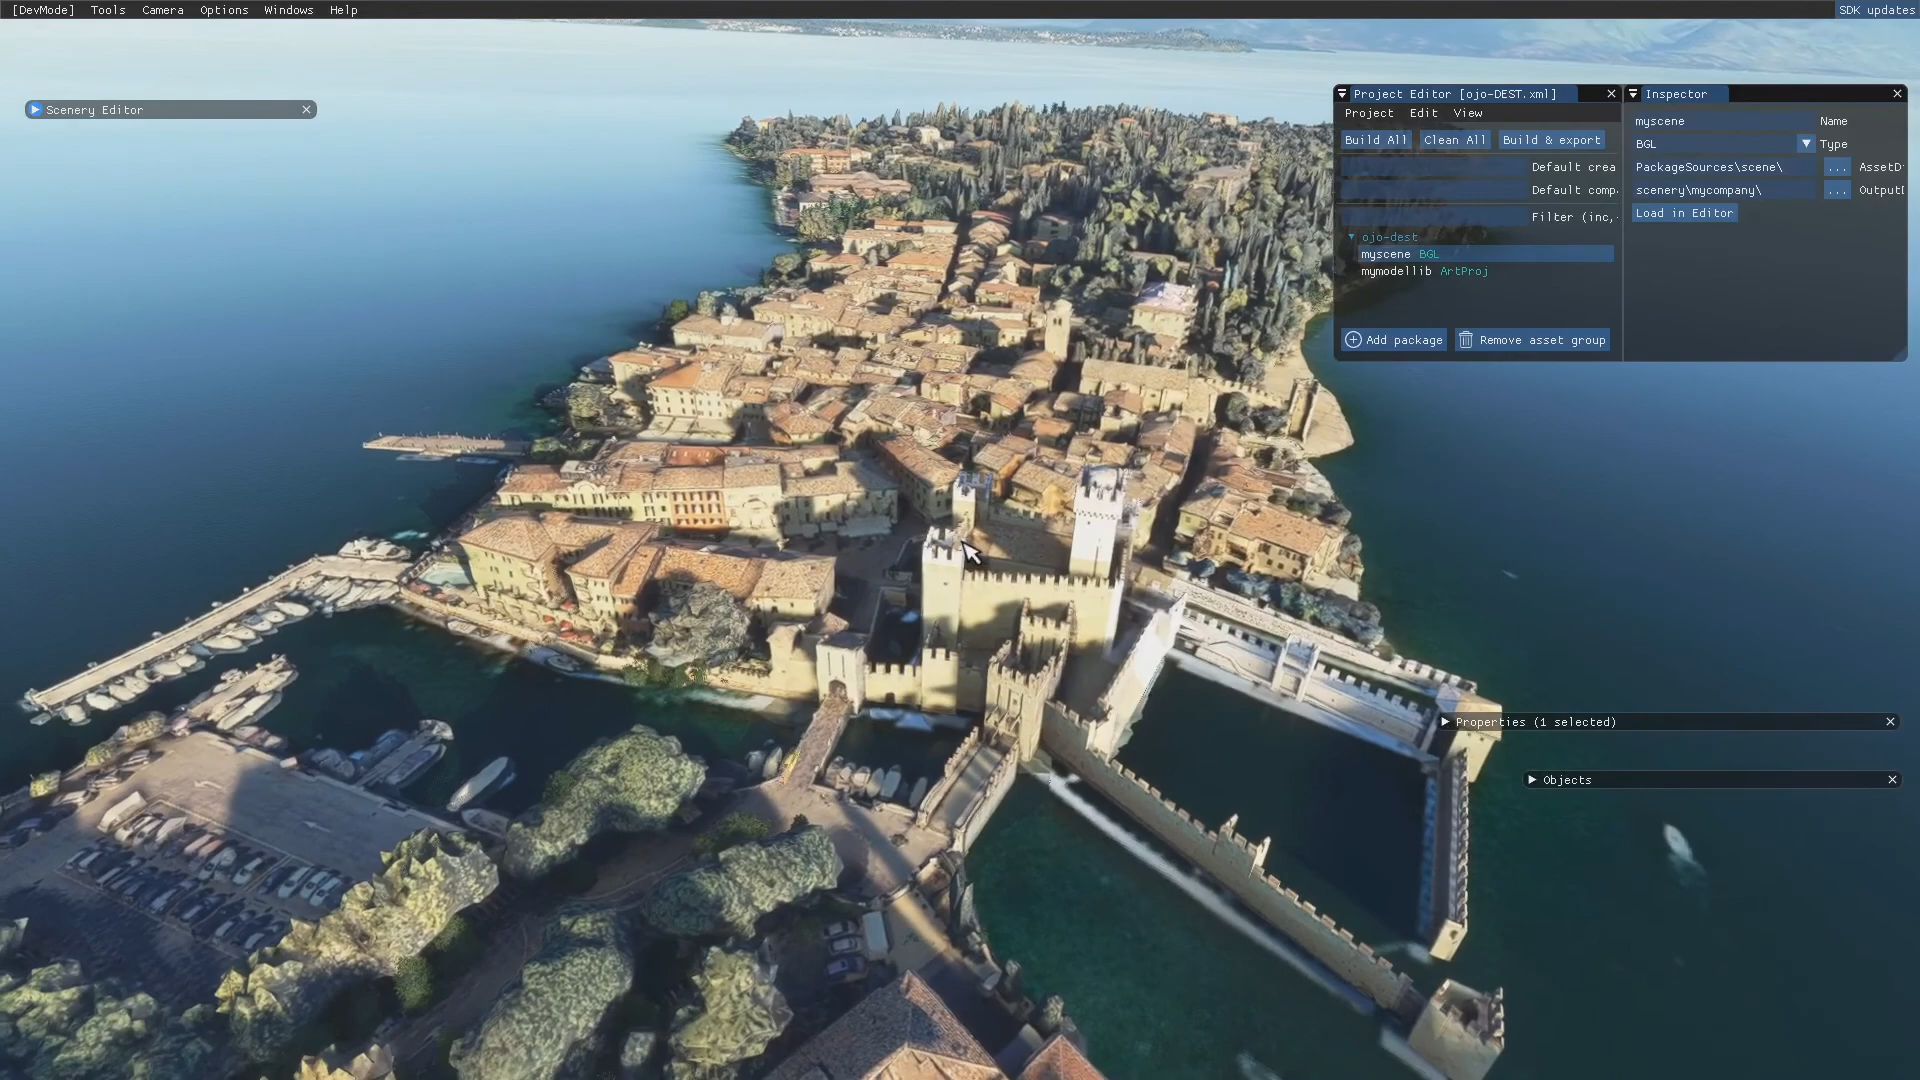 [DevMode] Tools Camera Options Windows Help SDK updates
Scenery Editor
Project Editor [ojo-DEST.xml]
Project Edit View
Build All Clean All Build & export
Default crea
Default comp
Filter (inc,
ojo-dest
myscene BGL
mymodellib ArtProj
Add package Remove asset group
Inspector
myscene Name
BGL Type
PackageSources\scene\ ... AssetD
scenery\mycompany\ ... Output
Load in Editor
Properties (1 selected)
Objects